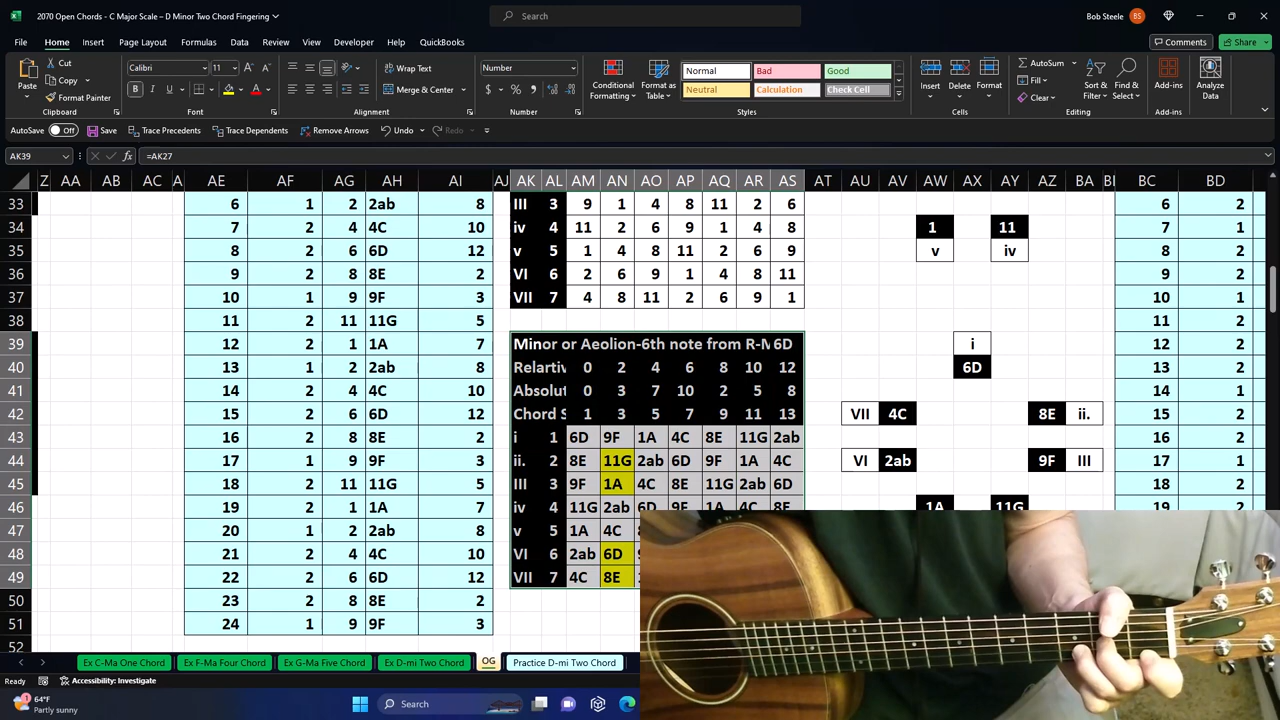 2070 Open Chords - C Major Scale – D Minor Two Chord Fingering
Search
Bob Steele BS
File Home Insert Page Layout Formulas Data Review View Developer Automate Help QuickBooks
Comments Share
Cut
Copy
Format Painter
Paste
Clipboard
Calibri 11
B I U
Font
Wrap Text
Merge & Center
Alignment
Number
$ % ,
Number
Conditional Formatting
Format as Table
Normal Bad Good
Neutral Calculation Check Cell
Styles
Insert Delete Format
Cells
AutoSum
Fill
Clear
Sort & Filter
Find & Select
Editing
Add-ins
Add-ins
Analyze Data
AutoSave Off Save Trace Precedents Trace Dependents Remove Arrows Undo Redo
AK39 fx =AK27
Z AA AB AC A AE AF AG AH AI AJ AK AL AM AN AO AP AQ AR AS AT AU AV AW AX AY AZ BA BI BC BD
33 6 1 2 2ab 8 III 3 9 1 4 8 11 2 6 6 2
34 7 2 4 4C 10 iv 4 11 2 6 9 1 4 8 1 11 7 1
35 8 2 6 6D 12 v 5 1 4 8 11 2 6 9 v iv 8 2
36 9 2 8 8E 2 VI 6 2 6 9 1 4 8 11 9 2
37 10 1 9 9F 3 VII 7 4 8 11 2 6 9 1 10 1
38 11 2 11 11G 5 11 2
39 12 2 1 1A 7 Minor or Aeolion-6th note from R-M 6D i 12 2
40 13 1 2 2ab 8 Relartiv 0 2 4 6 8 10 12 6D 13 2
41 14 2 4 4C 10 Absolut 0 3 7 10 2 5 8 14 1
42 15 2 6 6D 12 Chord S 1 3 5 7 9 11 13 VII 4C 8E ii. 15 2
43 16 2 8 8E 2 i 1 6D 9F 1A 4C 8E 11G 2ab 16 2
44 17 1 9 9F 3 ii. 2 8E 11G 2ab 6D 9F 1A 4C VI 2ab 9F III 17 1
45 18 2 11 11G 5 III 3 9F 1A 4C 8E 11G 2ab 6D 18 2
46 19 2 1 1A 7 iv 4 11G 2ab 6D 9F 1A 4C 8E 1A 11G 19 2
47 20 1 2 2ab 8 v 5 1A 4C
48 21 2 4 4C 10 VI 6 2ab 6D
49 22 2 6 6D 12 VII 7 4C 8E
50 23 2 8 8E 2
51 24 1 9 9F 3
52
Ex C-Ma One Chord Ex F-Ma Four Chord Ex G-Ma Five Chord Ex D-mi Two Chord OG Practice D-mi Two Chord
Ready Accessibility: Investigate
1 64°F
Partly sunny
Search